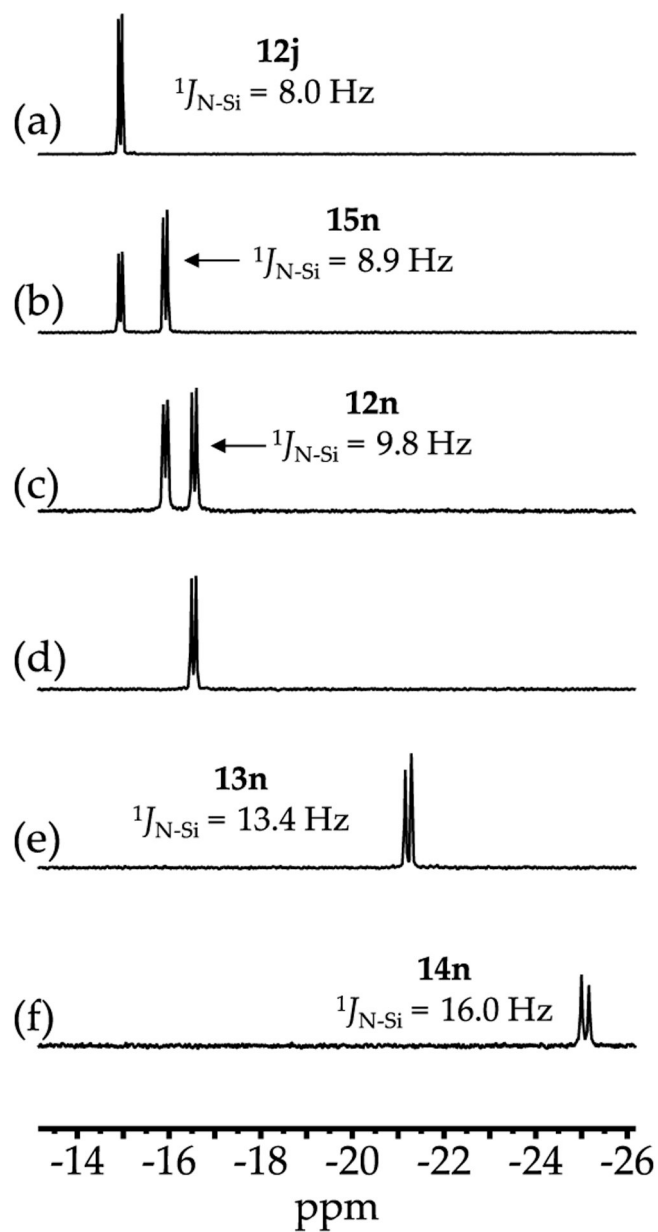 12j
(a) ¹J_N-Si = 8.0 Hz
15n
(b) ¹J_N-Si = 8.9 Hz
12n
(c) ¹J_N-Si = 9.8 Hz
(d)
13n
(e) ¹J_N-Si = 13.4 Hz
14n
(f) ¹J_N-Si = 16.0 Hz
-14 -16 -18 -20 -22 -24 -26
ppm